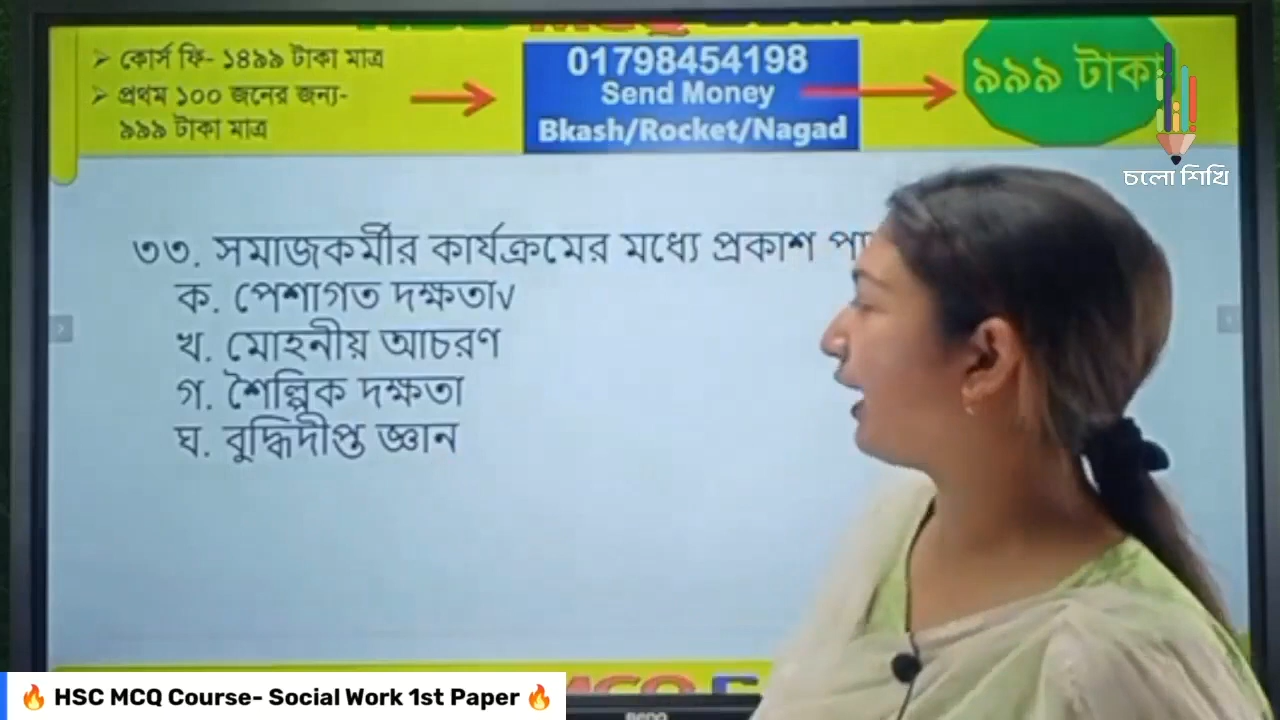 ➢ কোর্স ফি- ১৪৯৯ টাকা মাত্র
➢ প্রথম ১০০ জনের জন্য-
৯৯৯ টাকা মাত্র
01798454198
Send Money
Bkash/Rocket/Nagad
৯৯৯ টাকা
চলো শিখি
৩৩. সমাজকর্মীর কার্যক্রমের মধ্যে প্রকাশ
ক. পেশাগত দক্ষতা√
খ. মোহনীয় আচরণ
গ. শৈল্পিক দক্ষতা
ঘ. বুদ্ধিদীপ্ত জ্ঞান
🔥 HSC MCQ Course- Social Work 1st Paper 🔥